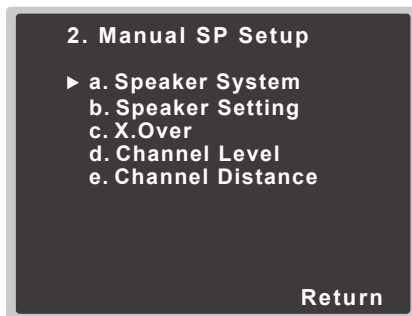 2. Manual SP Setup
a. Speaker System
b. Speaker Setting
c. X.Over
d. Channel Level
e. Channel Distance
Return